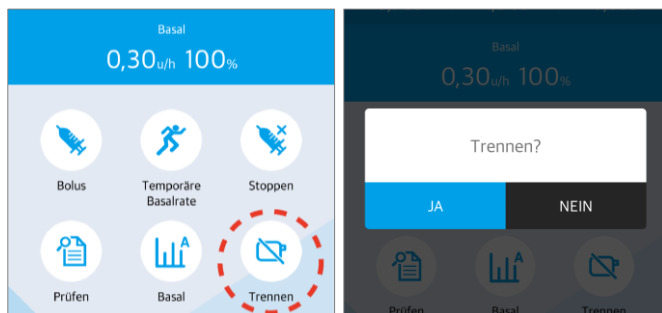 Basal
0,30u/h 100%
Bolus
Temporäre
Basalrate
Stoppen
Prüfen
A
Basal
Trennen
Basal
0,30u/h 100%
Trennen?
JA
NEIN
A
Prüfen
Basal
Trennen